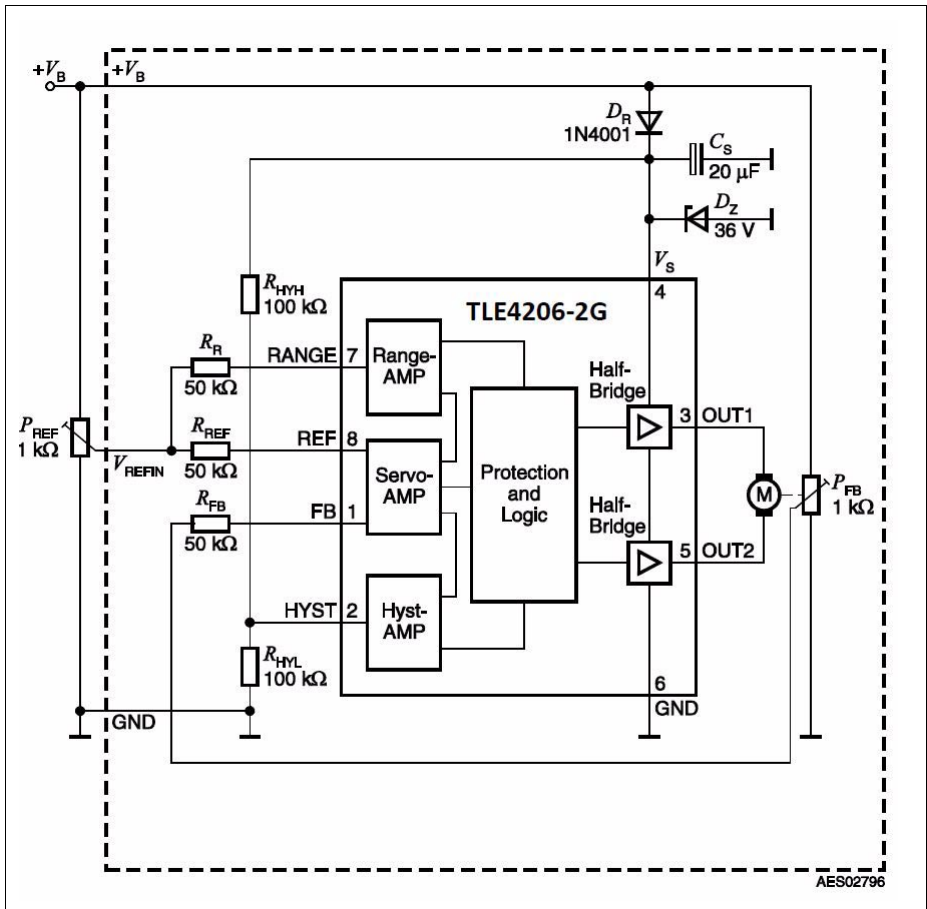 +VB
+VB
DR
1N4001
CS
20 µF
DZ
36 V
VS
4
RHYH
100 kΩ
TLE4206-2G
RR
50 kΩ
RANGE 7
Range-
AMP
Half-
Bridge
3 OUT1
PREF
1 kΩ
VREFIN
RREF
50 kΩ
REF 8
Servo-
AMP
Protection
and
Logic
M
PFB
1 kΩ
RFB
50 kΩ
FB 1
Half-
Bridge
5 OUT2
HYST 2
Hyst-
AMP
RHYL
100 kΩ
6
GND
GND
AES02796